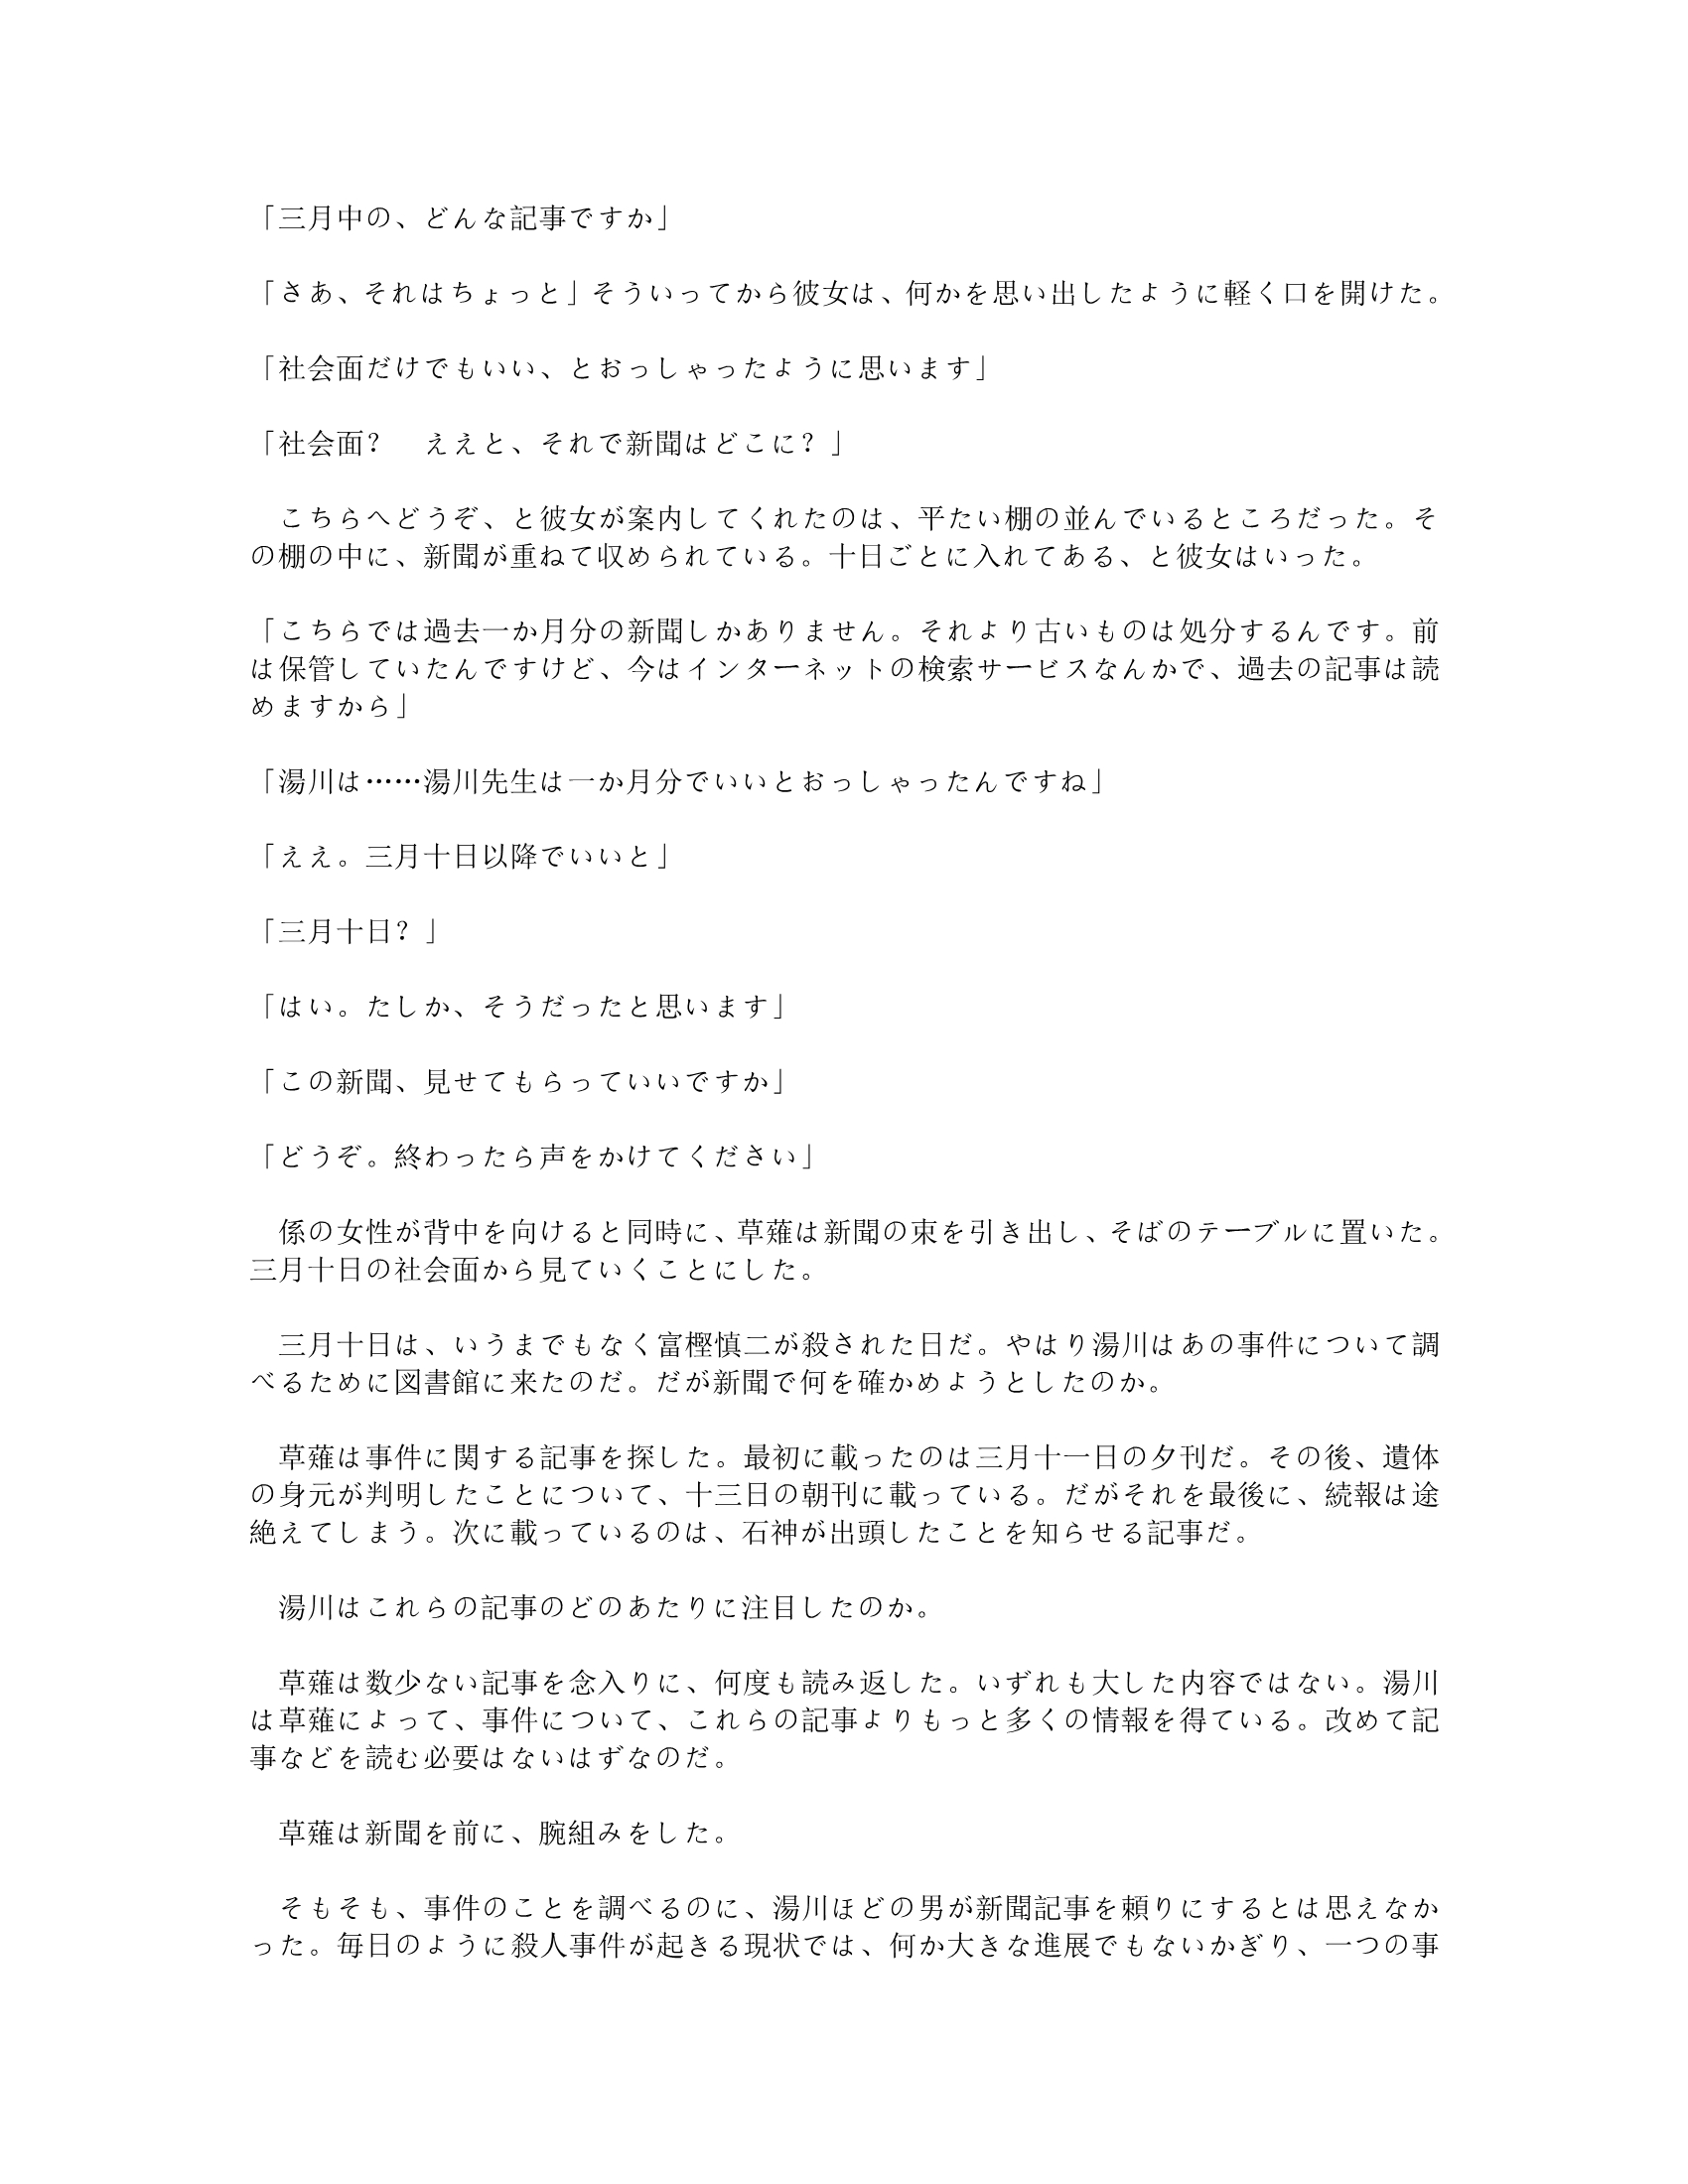 「三月中の、どんな記事ですか」
「さあ、それはちょっと」そういってから彼女は、何かを思い出したように軽く口を開けた。
「社会面だけでもいい、とおっしゃったように思います」
「社会面?　ええと、それで新聞はどこに? 」
　こちらへどうぞ、と彼女が案内してくれたのは、平たい棚の並んでいるところだった。そ
の棚の中に、新聞が重ねて収められている。十日ごとに入れてある、と彼女はいった。
「こちらでは過去一か月分の新聞しかありません。それより古いものは処分するんです。前
は保管していたんですけど、今はインターネットの検索サービスなんかで、過去の記事は読
めますから」
「湯川は……湯川先生は一か月分でいいとおっしゃったんですね」
「ええ。三月十日以降でいいと」
「三月十日? 」
「はい。たしか、そうだったと思います」
「この新聞、見せてもらっていいですか」
「どうぞ。終わったら声をかけてください」
　係の女性が背中を向けると同時に、草薙は新聞の束を引き出し、そばのテーブルに置いた。
三月十日の社会面から見ていくことにした。
　三月十日は、いうまでもなく富樫慎二が殺された日だ。やはり湯川はあの事件について調
べるために図書館に来たのだ。だが新聞で何を確かめようとしたのか。
　草薙は事件に関する記事を探した。最初に載ったのは三月十一日の夕刊だ。その後、遺体
の身元が判明したことについて、十三日の朝刊に載っている。だがそれを最後に、続報は途
絶えてしまう。次に載っているのは、石神が出頭したことを知らせる記事だ。
　湯川はこれらの記事のどのあたりに注目したのか。
　草薙は数少ない記事を念入りに、何度も読み返した。いずれも大した内容ではない。湯川
は草薙によって、事件について、これらの記事よりもっと多くの情報を得ている。改めて記
事などを読む必要はないはずなのだ。
　草薙は新聞を前に、腕組みをした。
　そもそも、事件のことを調べるのに、湯川ほどの男が新聞記事を頼りにするとは思えなか
った。毎日のように殺人事件が起きる現状では、何か大きな進展でもないかぎり、一つの事